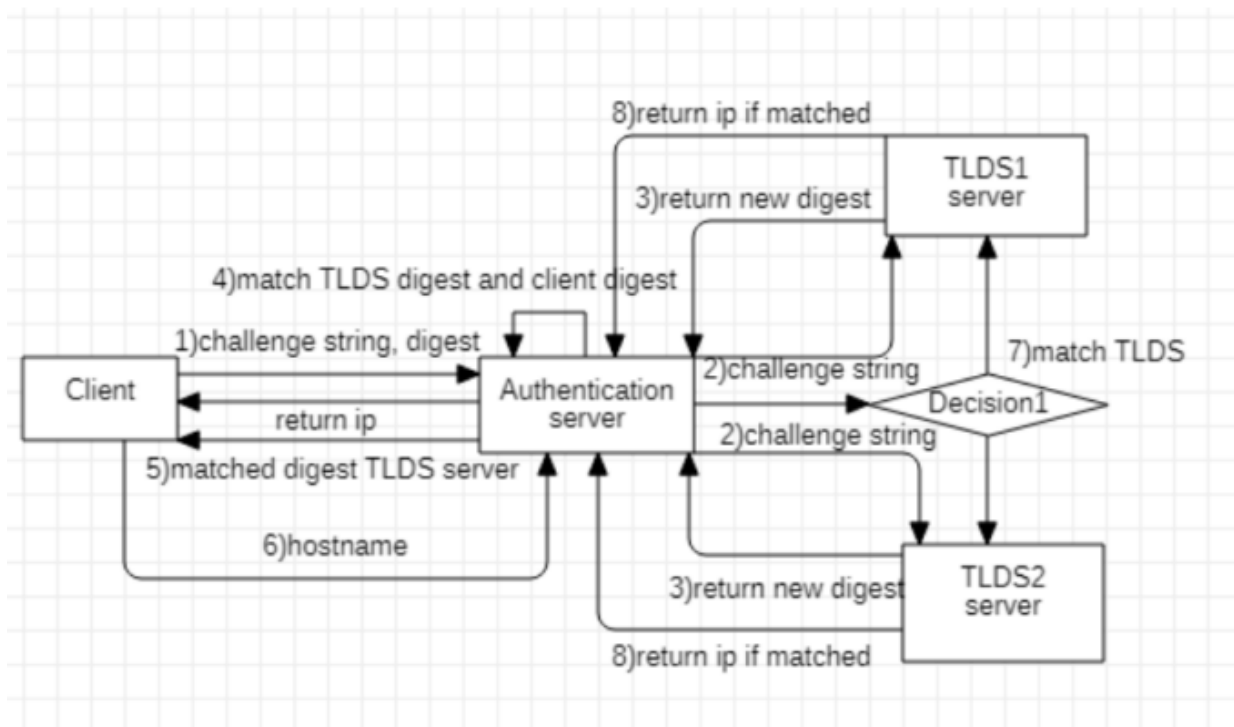 8)return ip if matched
TLDS1
server
3)return new digest
4)match TLDS digest and client digest
1)challenge string, digest
7)match TLDS
2)challenge string
Client
Authentication
server
Decision1
return ip
2)challenge string
5)matched digest TLDS server
6)hostname
TLDS2
server
3)return new digest
8)return ip if matched